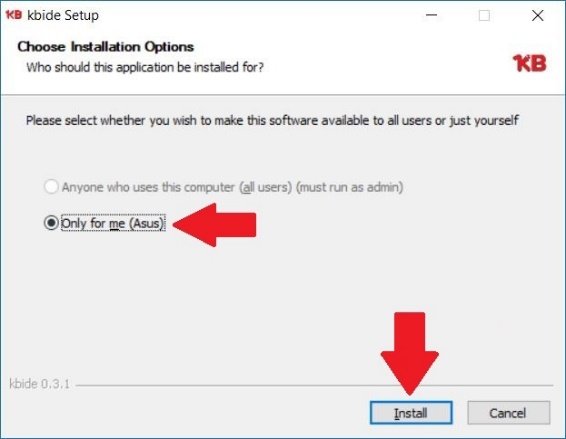 KB kbide Setup
Choose Installation Options
Who should this application be installed for?
KB
Please select whether you wish to make this software available to all users or just yourself
Anyone who uses this computer (all users) (must run as admin)
Only for me (Asus)
kbide 0.3.1
Install
Cancel